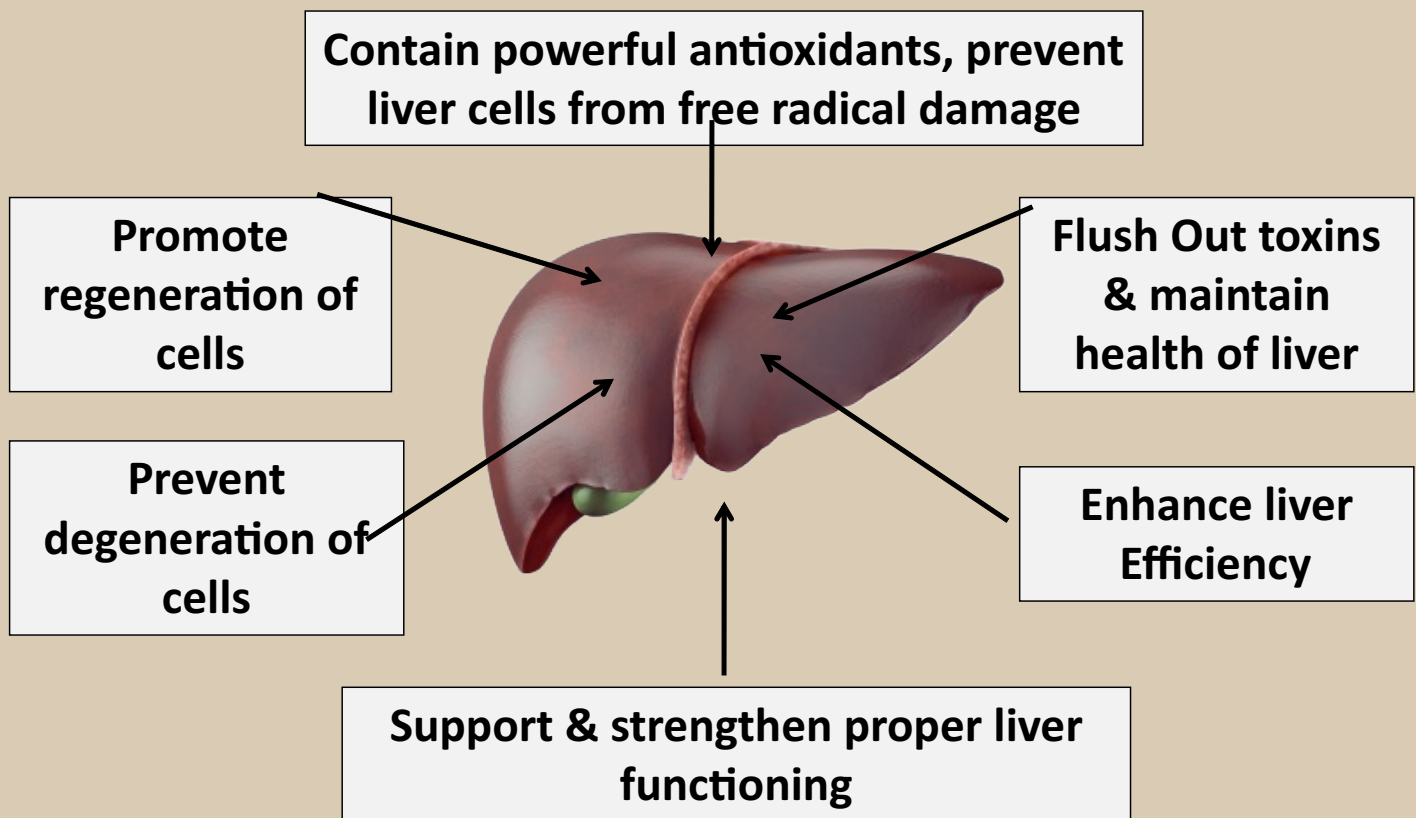 Contain powerful antioxidants, prevent
liver cells from free radical damage
Promote
regeneration of
cells
Flush Out toxins
& maintain
health of liver
Prevent
degeneration of
cells
Enhance liver
Efficiency
Support & strengthen proper liver
functioning